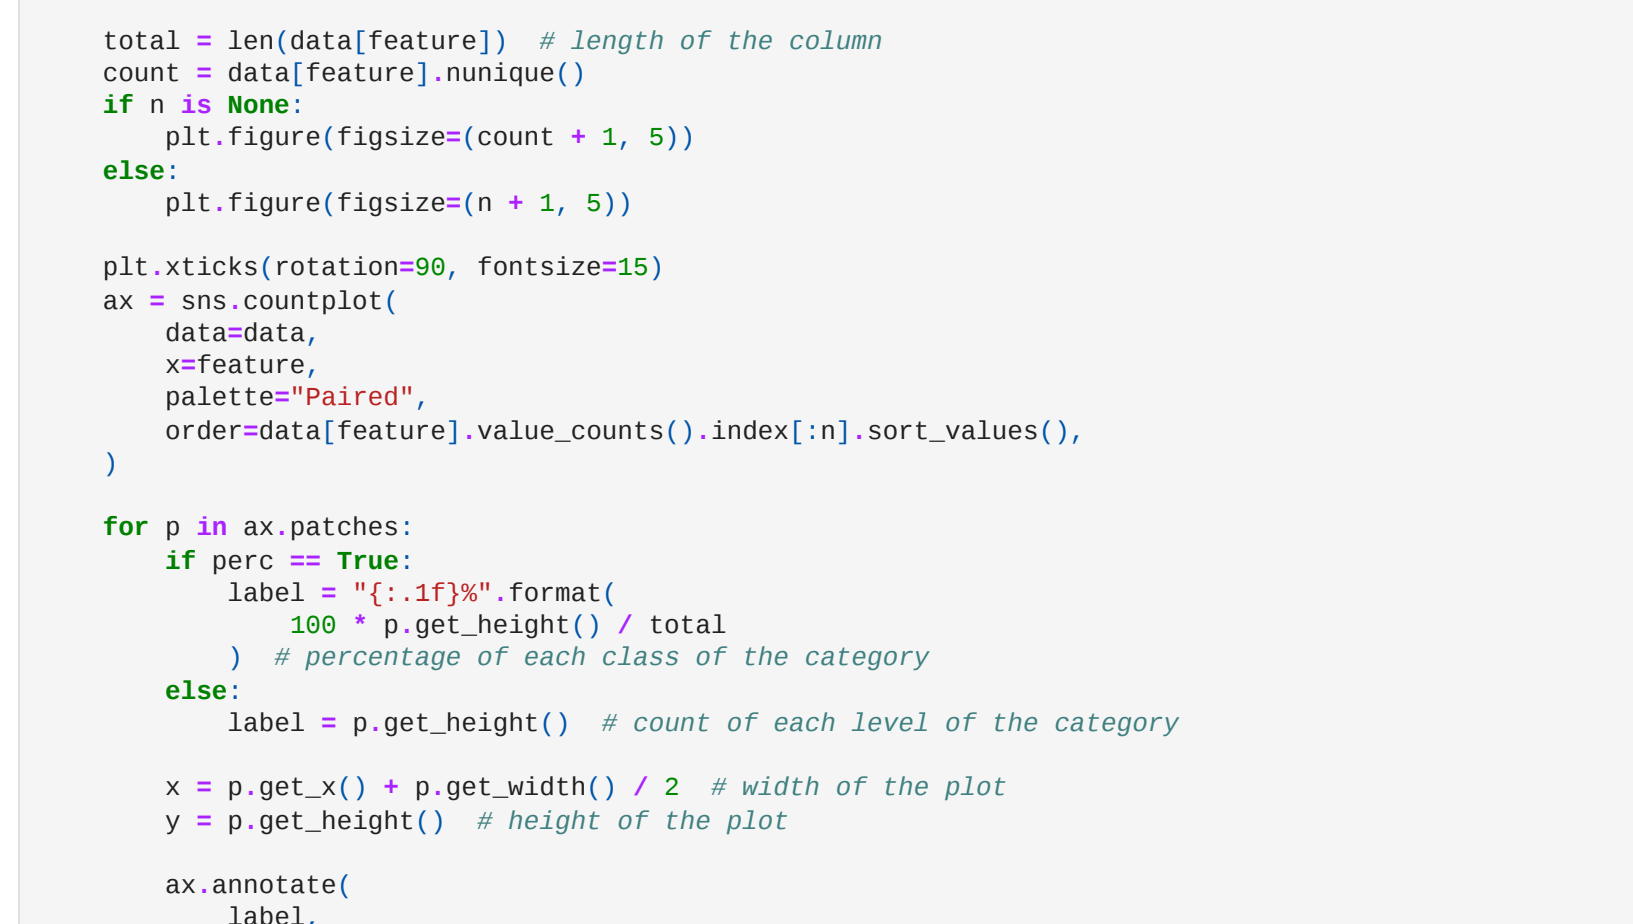 total = len(data[feature])  # length of the column
count = data[feature].nunique()
if n is None:
    plt.figure(figsize=(count + 1, 5))
else:
    plt.figure(figsize=(n + 1, 5))

plt.xticks(rotation=90, fontsize=15)
ax = sns.countplot(
    data=data,
    x=feature,
    palette="Paired",
    order=data[feature].value_counts().index[:n].sort_values(),
)

for p in ax.patches:
    if perc == True:
        label = "{:.1f}%".format(
            100 * p.get_height() / total
        )  # percentage of each class of the category
    else:
        label = p.get_height()  # count of each level of the category

    x = p.get_x() + p.get_width() / 2  # width of the plot
    y = p.get_height()  # height of the plot

    ax.annotate(
        label,